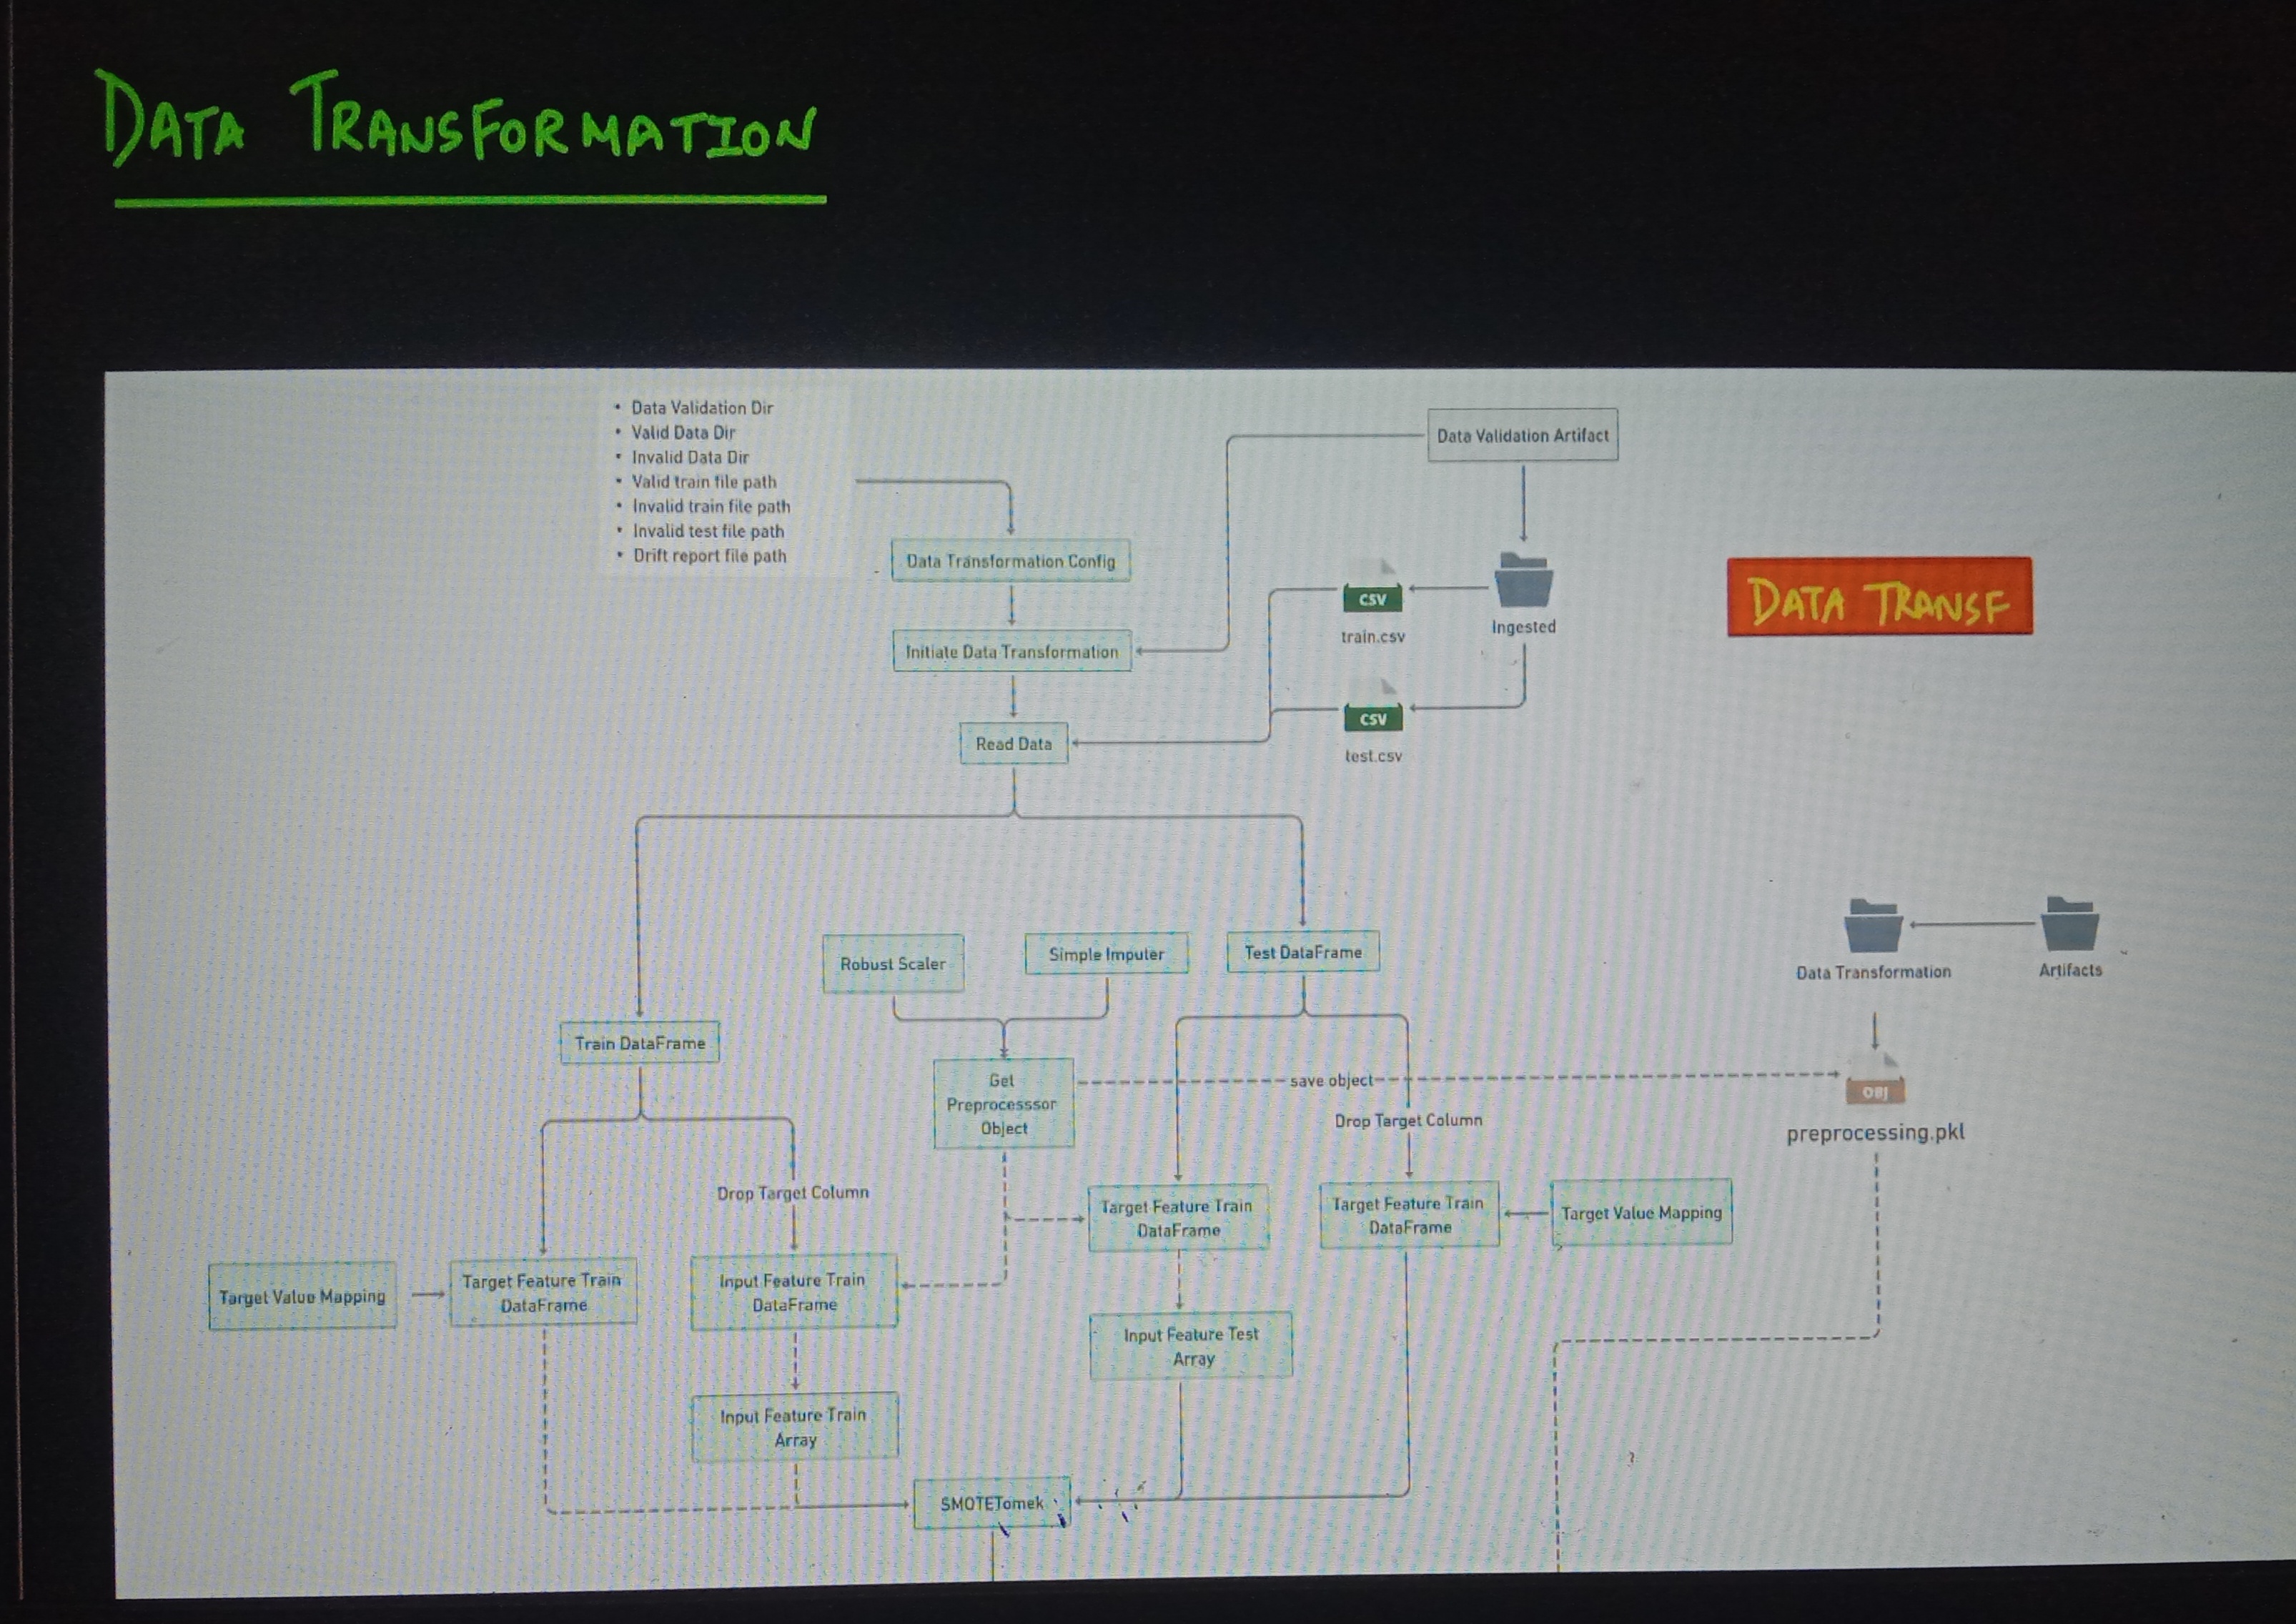 DATA TRANSFORMATION
• Data Validation Dir
• Valid Data Dir
• Invalid Data Dir
• Valid train file path
• Invalid train file path
• Invalid test file path
• Drift report file path
Data Validation Artifact
Data Transformation Config
CSV
train.csv
Ingested
DATA TRANSF
Initiate Data Transformation
CSV
test.csv
Read Data
Robust Scaler
Simple Imputer
Test DataFrame
Data Transformation
Artifacts
Train DataFrame
Get
Preprocesssor
Object
save object
OBJ
preprocessing.pkl
Drop Target Column
Drop Target Column
Target Feature Train
DataFrame
Target Feature Train
DataFrame
Target Value Mapping
Target Value Mapping
Target Feature Train
DataFrame
Input Feature Train
DataFrame
Input Feature Test
Array
Input Feature Train
Array
SMOTETomek